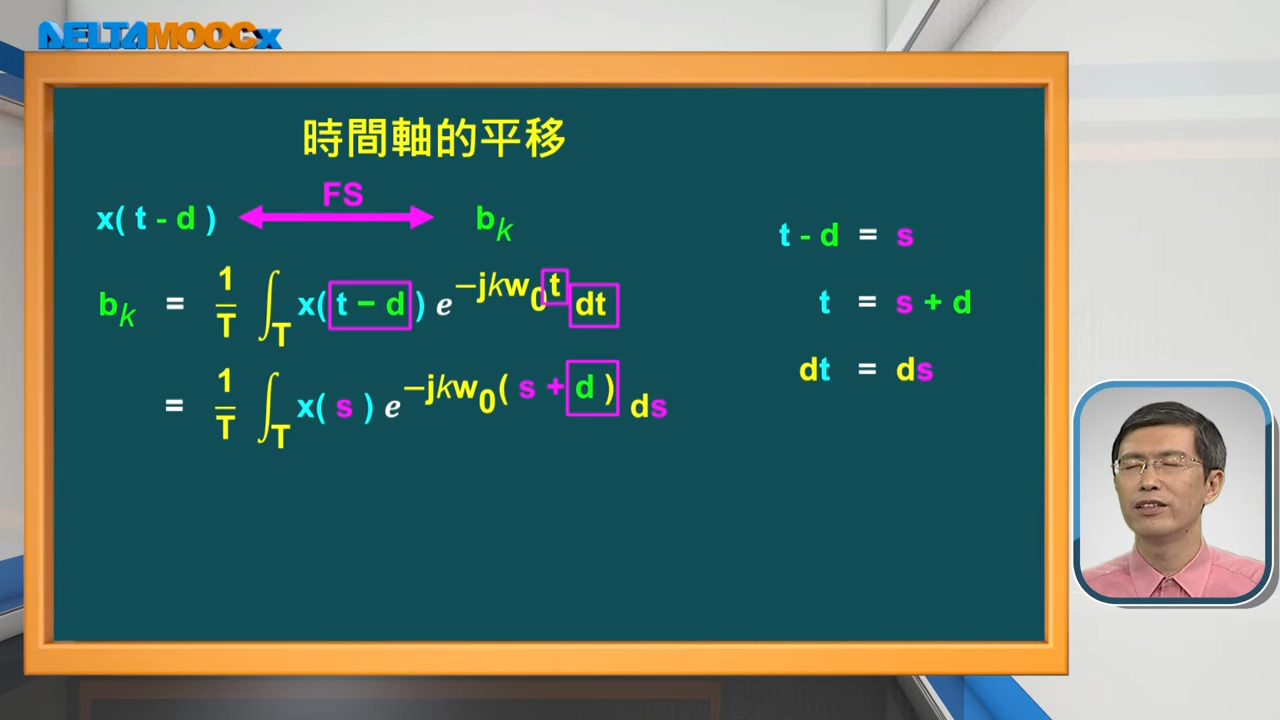 DELTAMOOCx
時間軸的平移
x( t - d ) FS b_k
b_k = 1/T ∫_T x( t − d ) e^{−jkw_0 t} dt
= 1/T ∫_T x( s ) e^{−jkw_0( s + d )} ds
t - d = s
t = s + d
dt = ds